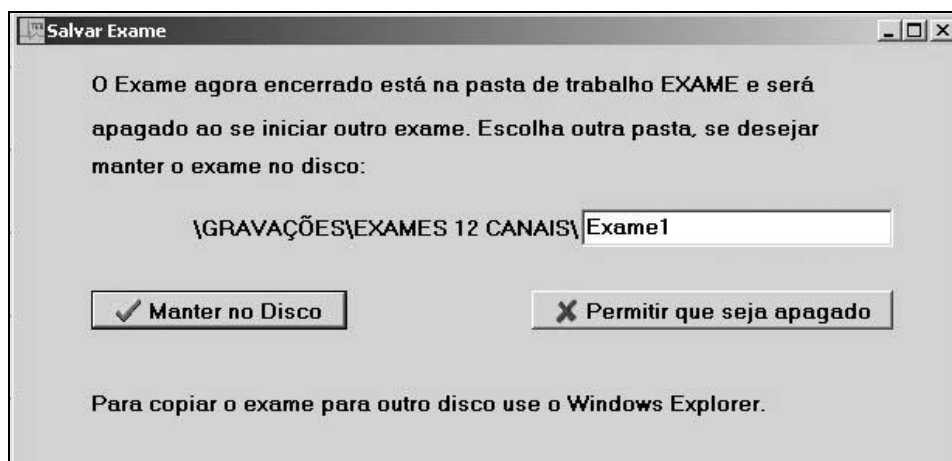 Salvar Exame
O Exame agora encerrado está na pasta de trabalho EXAME e será
apagado ao se iniciar outro exame. Escolha outra pasta, se desejar
manter o exame no disco:
\GRAVAÇÕES\EXAMES 12 CANAIS\ Exame1
Manter no Disco Permitir que seja apagado
Para copiar o exame para outro disco use o Windows Explorer.